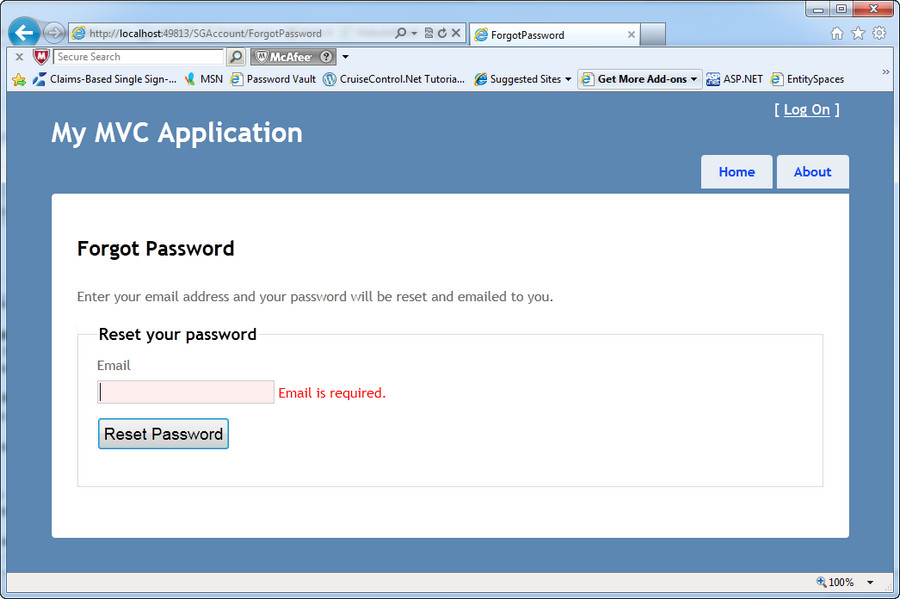 http://localhost:49813/SGAccount/ForgotPassword
ForgotPassword
Secure Search
McAfee
Claims-Based Single Sign-...
MSN
Password Vault
CruiseControl.Net Tutoria...
Suggested Sites
Get More Add-ons
ASP.NET
EntitySpaces
[ Log On ]
My MVC Application
Home
About
Forgot Password
Enter your email address and your password will be reset and emailed to you.
Reset your password
Email
Email is required.
Reset Password
100%